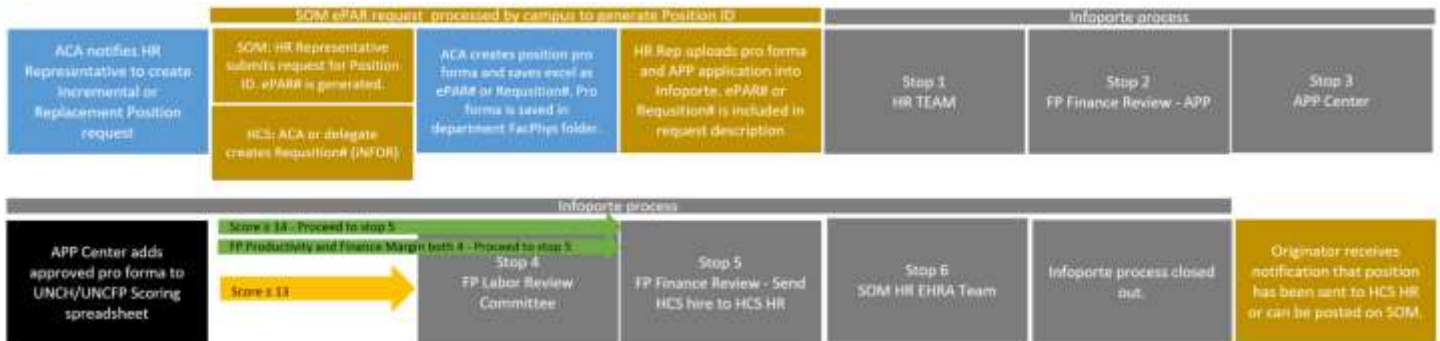 SOM ePAR request processed by campus to generate Position ID
Infoporte process
ACA notifies HR
Representative to create
Incremental or
Replacement Position
request
SOM: HR Representative
submits request for Position
ID. ePAR# is generated.
HCS: ACA or delegate
creates Requsition# (INFOR)
ACA creates position pro
forma and saves excel as
ePAR# or Requsition#. Pro
forma is saved in
department FacPhys folder.
HR Rep uploads pro forma
and APP application into
Infoporte. ePAR# or
Requsition# is included in
request description
Stop 1
HR TEAM
Stop 2
FP Finance Review - APP
Stop 3
APP Center
Infoporte process
APP Center adds
approved pro forma to
UNCH/UNCFP Scoring
spreadsheet
Score ≥ 14 - Proceed to stop 5
FP Productivity and Finance Margin both 4 - Proceed to stop 5
Score ≤ 13
Stop 4
FP Labor Review
Committee
Stop 5
FP Finance Review - Send
HCS hire to HCS HR
Stop 6
SOM HR EHRA Team
Infoporte process closed
out.
Originator receives
notification that position
has been sent to HCS HR
or can be posted on SOM.